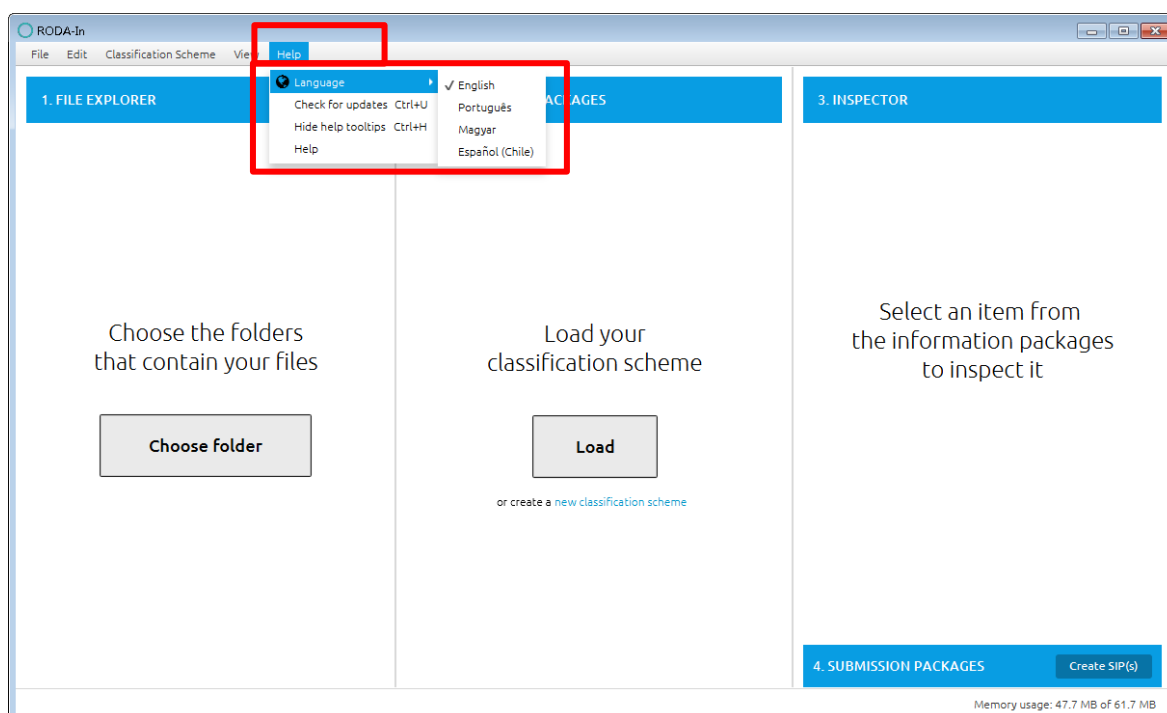 RODA-In
File Edit Classification Scheme View Help
Language
Check for updates Ctrl+U
Hide help tooltips Ctrl+H
Help
✓ English
Português
Magyar
Español (Chile)
1. FILE EXPLORER
Choose the folders
that contain your files
Choose folder
ACKAGES
Load your
classification scheme
Load
or create a new classification scheme
3. INSPECTOR
Select an item from
the information packages
to inspect it
4. SUBMISSION PACKAGES
Create SIP(s)
Memory usage: 47.7 MB of 61.7 MB